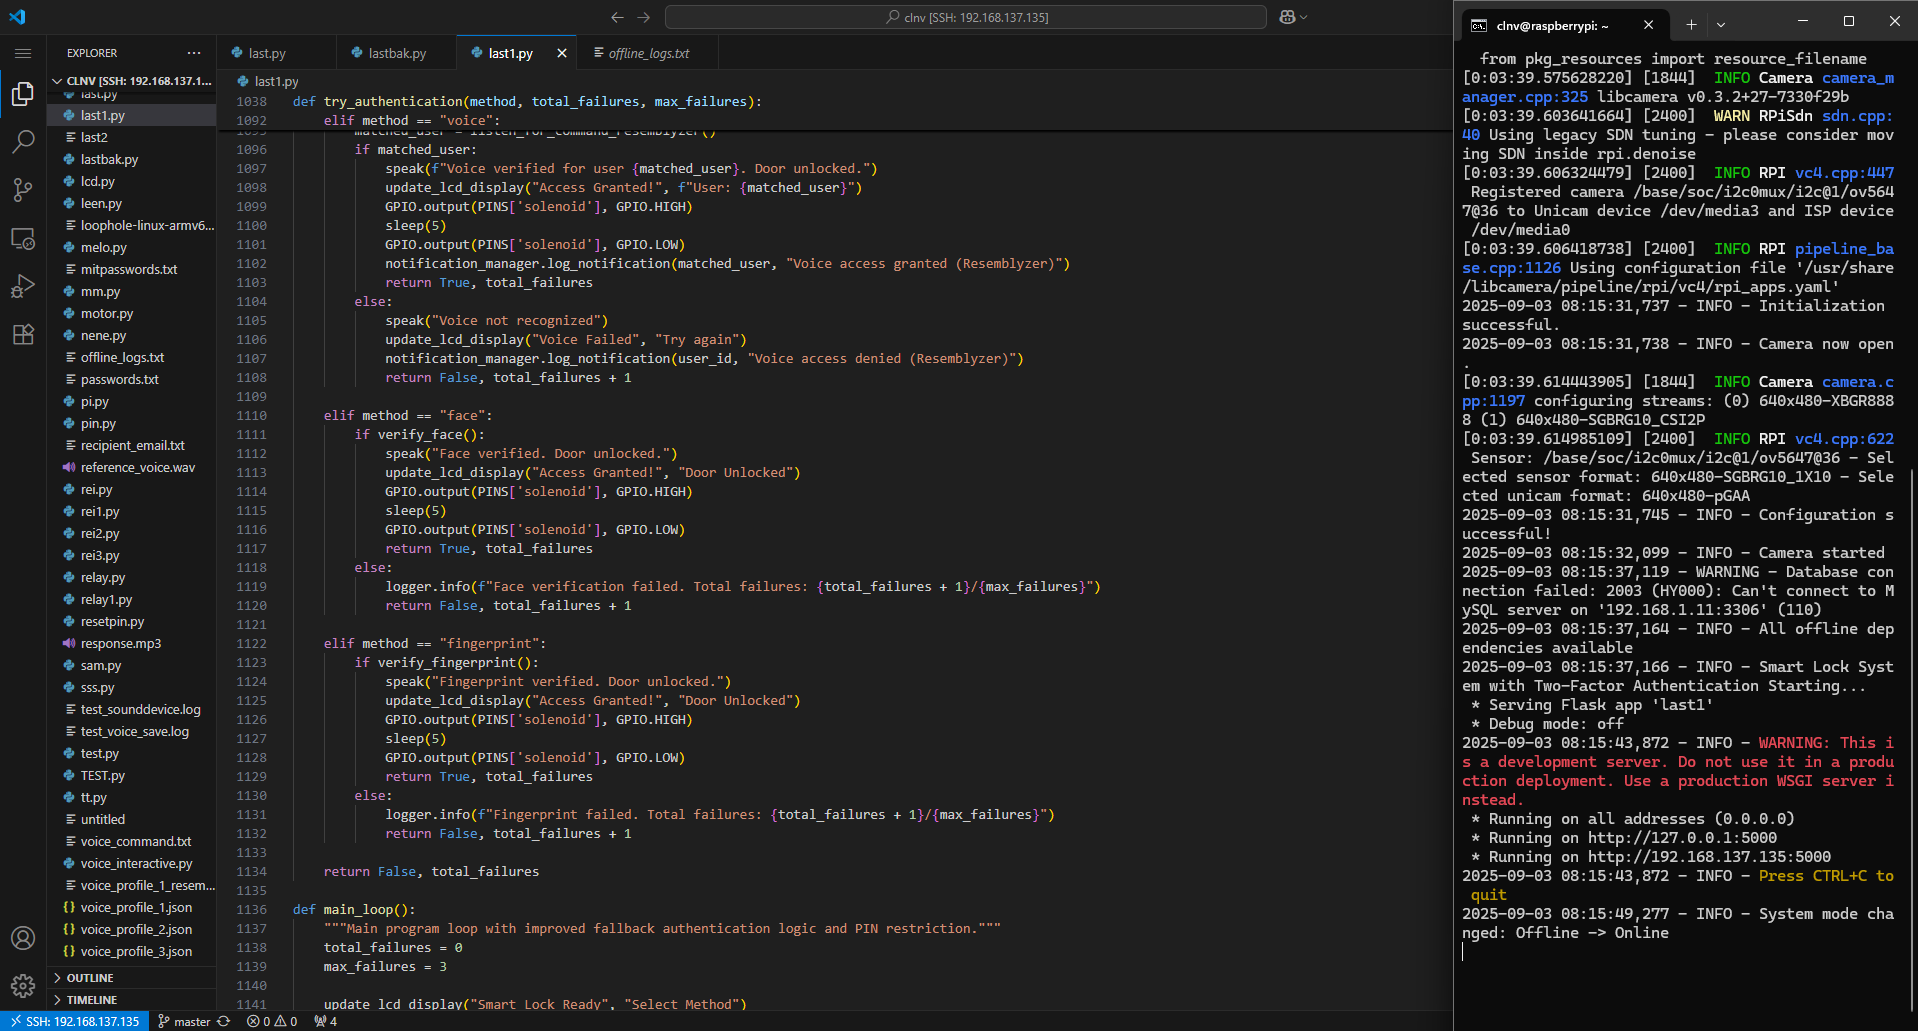 clnv [SSH: 192.168.137.135]
EXPLORER
···
CLNV [SSH: 192.168.137.1...
last.py
last1.py
last2
lastbak.py
lcd.py
leen.py
loophole-linux-armv6...
melo.py
mitpasswords.txt
mm.py
motor.py
nene.py
offline_logs.txt
passwords.txt
pi.py
pin.py
recipient_email.txt
reference_voice.wav
rei.py
rei1.py
rei2.py
rei3.py
relay.py
relay1.py
resetpin.py
response.mp3
sam.py
sss.py
test_sounddevice.log
test_voice_save.log
test.py
TEST.py
tt.py
untitled
voice_command.txt
voice_interactive.py
voice_profile_1_resem...
{} voice_profile_1.json
{} voice_profile_2.json
{} voice_profile_3.json
OUTLINE
TIMELINE
last.py
lastbak.py
last1.py
offline_logs.txt
last1.py
1038 def try_authentication(method, total_failures, max_failures):
1092 elif method == "voice":
1095 matched_user = listen_for_command_resemblyzer()
1096 if matched_user:
1097 speak(f"Voice verified for user {matched_user}. Door unlocked.")
1098 update_lcd_display("Access Granted!", f"User: {matched_user}")
1099 GPIO.output(PINS['solenoid'], GPIO.HIGH)
1100 sleep(5)
1101 GPIO.output(PINS['solenoid'], GPIO.LOW)
1102 notification_manager.log_notification(matched_user, "Voice access granted (Resemblyzer)")
1103 return True, total_failures
1104 else:
1105 speak("Voice not recognized")
1106 update_lcd_display("Voice Failed", "Try again")
1107 notification_manager.log_notification(user_id, "Voice access denied (Resemblyzer)")
1108 return False, total_failures + 1
1109
1110 elif method == "face":
1111 if verify_face():
1112 speak("Face verified. Door unlocked.")
1113 update_lcd_display("Access Granted!", "Door Unlocked")
1114 GPIO.output(PINS['solenoid'], GPIO.HIGH)
1115 sleep(5)
1116 GPIO.output(PINS['solenoid'], GPIO.LOW)
1117 return True, total_failures
1118 else:
1119 logger.info(f"Face verification failed. Total failures: {total_failures + 1}/{max_failures}")
1120 return False, total_failures + 1
1121
1122 elif method == "fingerprint":
1123 if verify_fingerprint():
1124 speak("Fingerprint verified. Door unlocked.")
1125 update_lcd_display("Access Granted!", "Door Unlocked")
1126 GPIO.output(PINS['solenoid'], GPIO.HIGH)
1127 sleep(5)
1128 GPIO.output(PINS['solenoid'], GPIO.LOW)
1129 return True, total_failures
1130 else:
1131 logger.info(f"Fingerprint failed. Total failures: {total_failures + 1}/{max_failures}")
1132 return False, total_failures + 1
1133
1134 return False, total_failures
1135
1136 def main_loop():
1137 """Main program loop with improved fallback authentication logic and PIN restriction."""
1138 total_failures = 0
1139 max_failures = 3
1140
1141 update_lcd_display("Smart Lock Ready", "Select Method")
SSH: 192.168.137.135
master
0
0
4
clnv@raspberrypi: ~
from pkg_resources import resource_filename
[0:03:39.575628220] [1844] INFO Camera camera_m
anager.cpp:325 libcamera v0.3.2+27-7330f29b
[0:03:39.603641664] [2400] WARN RPiSdn sdn.cpp:
40 Using legacy SDN tuning - please consider mov
ing SDN inside rpi.denoise
[0:03:39.606324479] [2400] INFO RPI vc4.cpp:447
Registered camera /base/soc/i2c0mux/i2c@1/ov564
7@36 to Unicam device /dev/media3 and ISP device
/dev/media0
[0:03:39.606418738] [2400] INFO RPI pipeline_ba
se.cpp:1126 Using configuration file '/usr/share
/libcamera/pipeline/rpi/vc4/rpi_apps.yaml'
2025-09-03 08:15:31,737 - INFO - Initialization
successful.
2025-09-03 08:15:31,738 - INFO - Camera now open
.
[0:03:39.614443905] [1844] INFO Camera camera.c
pp:1197 configuring streams: (0) 640x480-XBGR888
8 (1) 640x480-SGBRG10_CSI2P
[0:03:39.614985109] [2400] INFO RPI vc4.cpp:622
Sensor: /base/soc/i2c0mux/i2c@1/ov5647@36 - Sel
ected sensor format: 640x480-SGBRG10_1X10 - Sele
cted unicam format: 640x480-pGAA
2025-09-03 08:15:31,745 - INFO - Configuration s
uccessful!
2025-09-03 08:15:32,099 - INFO - Camera started
2025-09-03 08:15:37,119 - WARNING - Database con
nection failed: 2003 (HY000): Can't connect to M
ySQL server on '192.168.1.11:3306' (110)
2025-09-03 08:15:37,164 - INFO - All offline dep
endencies available
2025-09-03 08:15:37,166 - INFO - Smart Lock Syst
em with Two-Factor Authentication Starting...
* Serving Flask app 'last1'
* Debug mode: off
2025-09-03 08:15:43,872 - INFO - WARNING: This i
s a development server. Do not use it in a produ
ction deployment. Use a production WSGI server i
nstead.
* Running on all addresses (0.0.0.0)
* Running on http://127.0.0.1:5000
* Running on http://192.168.137.135:5000
2025-09-03 08:15:43,872 - INFO - Press CTRL+C to
quit
2025-09-03 08:15:49,277 - INFO - System mode cha
nged: Offline -> Online